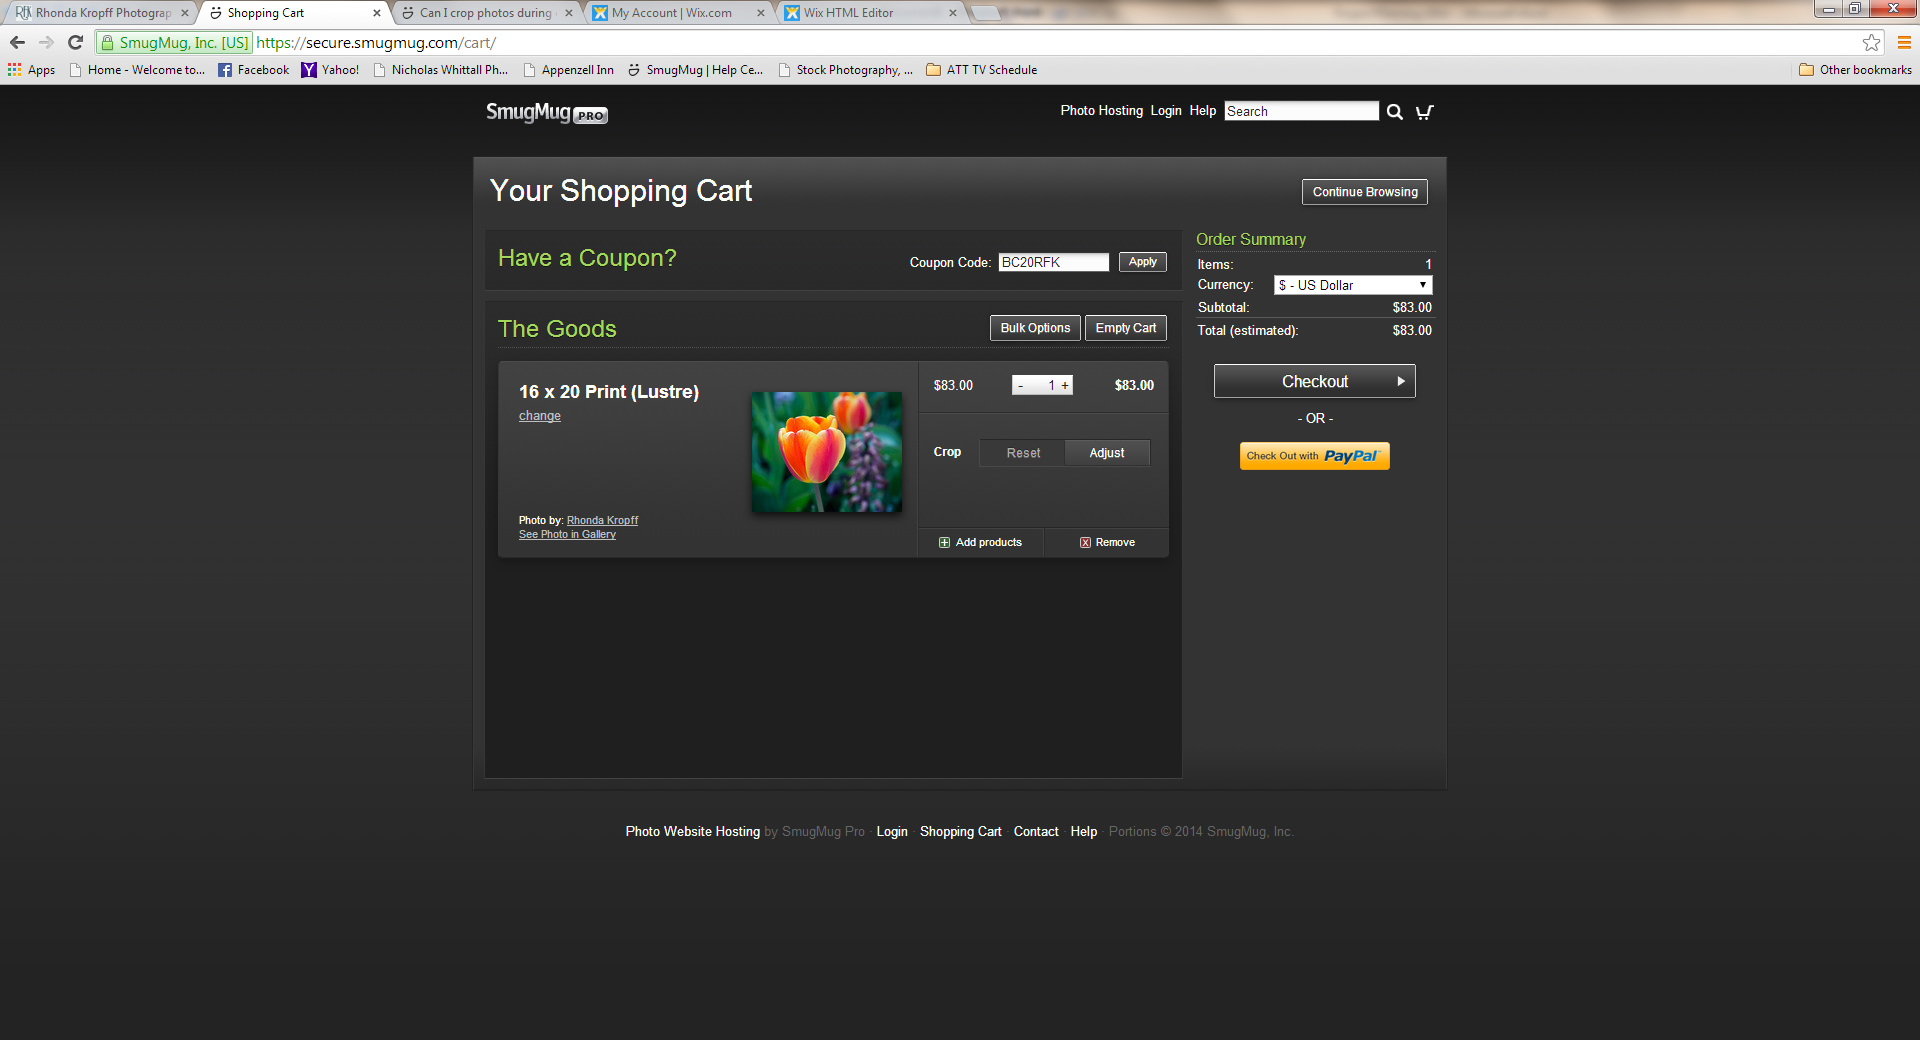 Rhonda Kropff Photograp
Shopping Cart
Can I crop photos during
My Account | Wix.com
Wix HTML Editor
SmugMug, Inc. [US] https://secure.smugmug.com/cart/
Apps
Home - Welcome to...
Facebook
Yahoo!
Nicholas Whittall Ph...
Appenzell Inn
SmugMug | Help Ce...
Stock Photography, ...
ATT TV Schedule
Other bookmarks
SmugMug PRO
Photo Hosting Login Help Search
Your Shopping Cart
Continue Browsing
Have a Coupon?
Coupon Code: BC20RFK Apply
Order Summary
Items: 1
Currency: $ - US Dollar
Subtotal: $83.00
Total (estimated): $83.00
Checkout
- OR -
Check Out with PayPal
The Goods
Bulk Options Empty Cart
16 x 20 Print (Lustre)
change
$83.00 - 1 + $83.00
Crop Reset Adjust
Photo by: Rhonda Kropff
See Photo in Gallery
Add products Remove
Photo Website Hosting by SmugMug Pro · Login · Shopping Cart · Contact · Help · Portions © 2014 SmugMug, Inc.